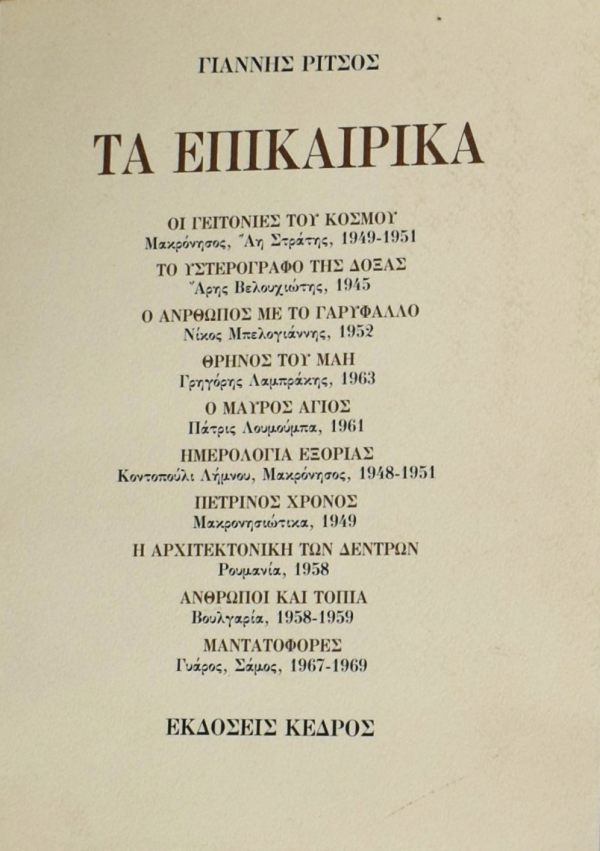 ΓΙΑΝΝΗΣ ΡΙΤΣΟΣ
ΤΑ ΕΠΙΚΑΙΡΙΚΑ
ΟΙ ΓΕΙΤΟΝΙΕΣ ΤΟΥ ΚΟΣΜΟΥ
Μακρόνησος, Ἄη Στράτης, 1949-1951
ΤΟ ΥΣΤΕΡΟΓΡΑΦΟ ΤΗΣ ΔΟΞΑΣ
Ἄρης Βελουχιώτης, 1945
Ο ΑΝΡΘΩΠΟΣ ΜΕ ΤΟ ΓΑΡΥΦΑΛΛΟ
Νίκος Μπελογιάννης, 1952
ΘΡΗΝΟΣ ΤΟΥ ΜΑΗ
Γρηγόρης Λαμπράκης, 1963
Ο ΜΑΥΡΟΣ ΑΓΙΟΣ
Πάτρις Λουμούμπα, 1961
ΗΜΕΡΟΛΟΓΙΑ ΕΞΟΡΙΑΣ
Κοντοπούλι Λήμνου, Μακρόνησος, 1948-1951
ΠΕΤΡΙΝΟΣ ΧΡΟΝΟΣ
Μακρονησιώτικα, 1949
Η ΑΡΧΙΤΕΚΤΟΝΙΚΗ ΤΩΝ ΔΕΝΤΡΩΝ
Ρουμανία, 1958
ΑΝΘΡΩΠΟΙ ΚΑΙ ΤΟΠΙΑ
Βουλγαρία, 1958-1959
ΜΑΝΤΑΤΟΦΟΡΕΣ
Γυάρος, Σάμος, 1967-1969
ΕΚΔΟΣΕΙΣ ΚΕΔΡΟΣ